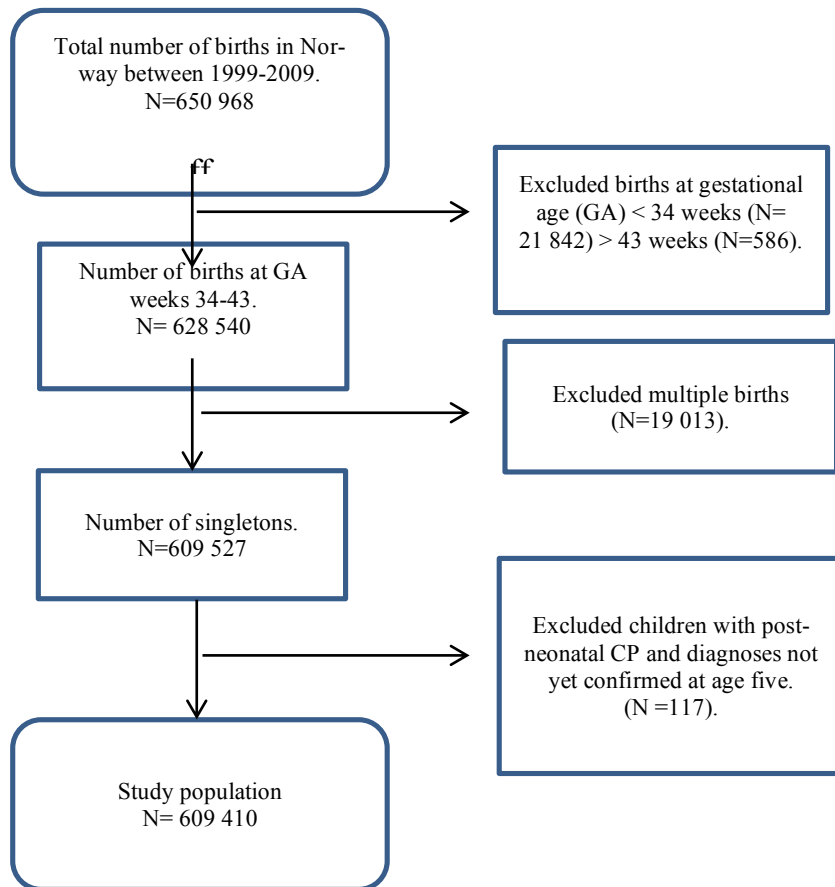 Total number of births in Nor-
way between 1999-2009.
N=650 968
ff
Excluded births at gestational
age (GA) < 34 weeks (N=
21 842) > 43 weeks (N=586).
Number of births at GA
weeks 34-43.
N= 628 540
Excluded multiple births
(N=19 013).
Number of singletons.
N=609 527
Excluded children with post-
neonatal CP and diagnoses not
yet confirmed at age five.
(N =117).
Study population
N= 609 410